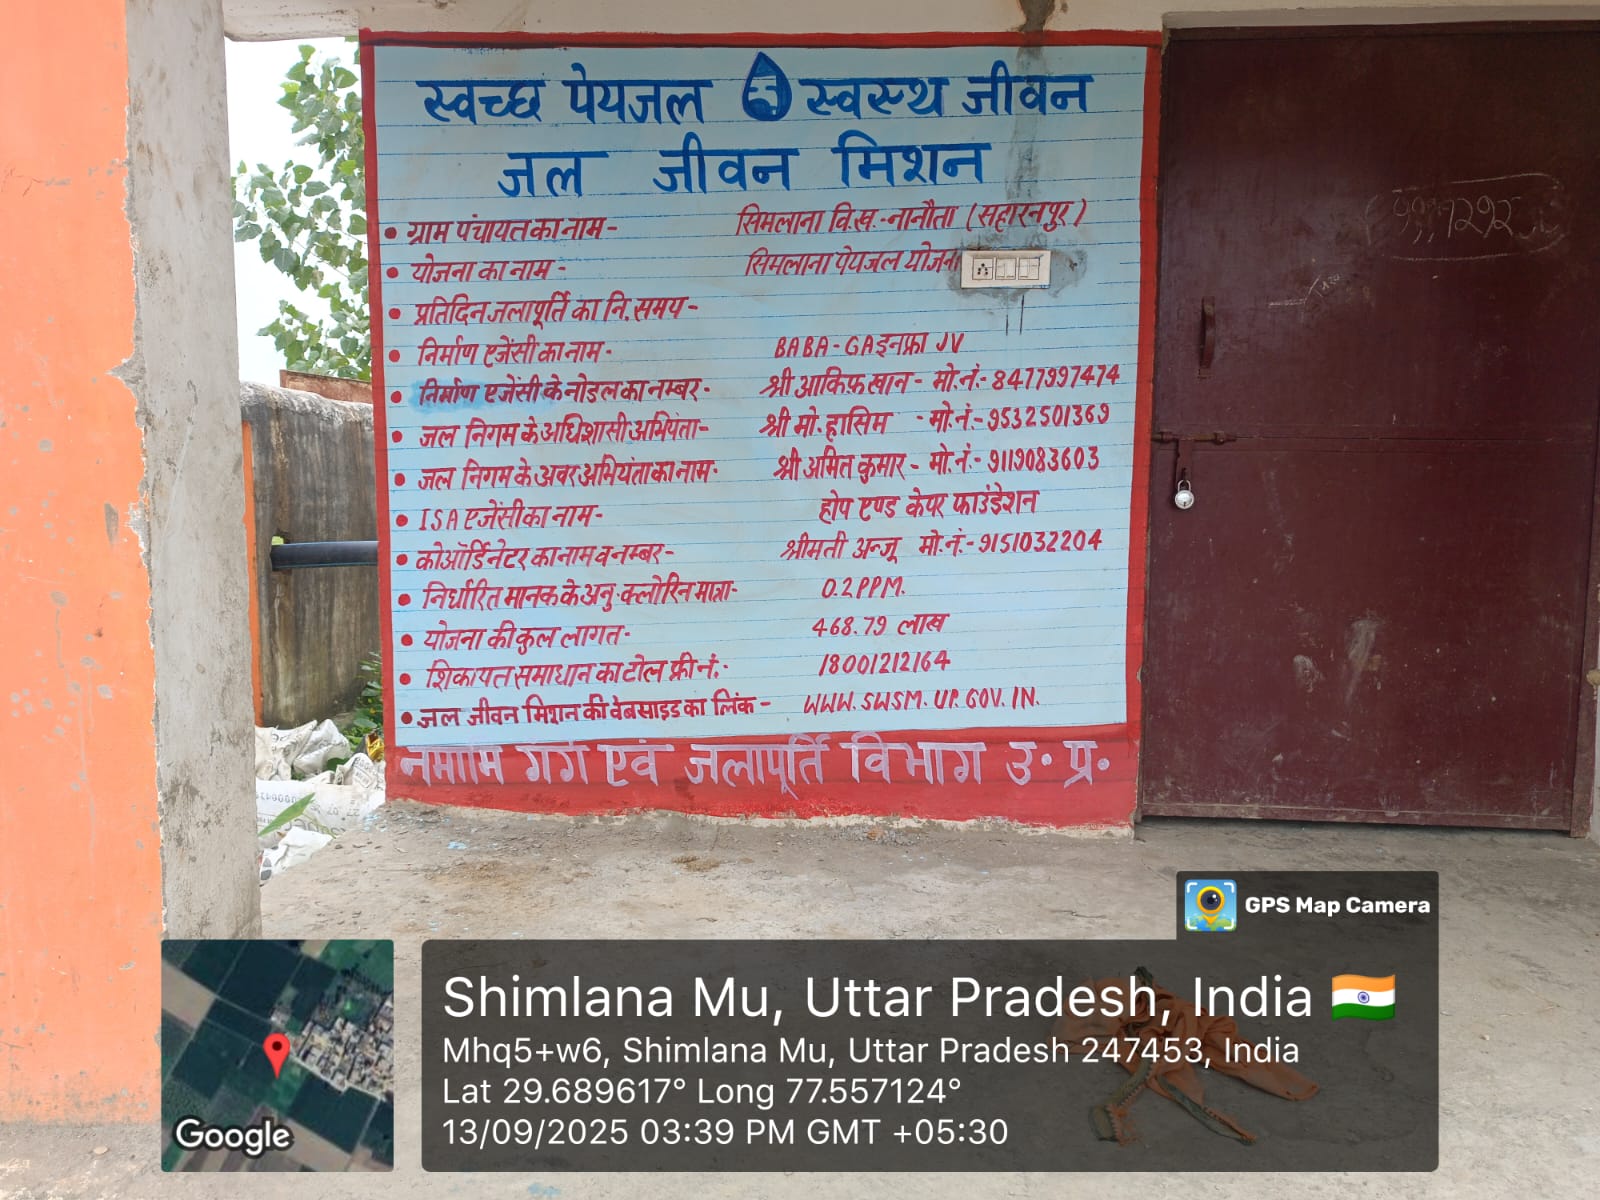 स्वच्छ पेयजल स्वस्थ जीवन
जल जीवन मिशन
• ग्राम पंचायत का नाम- सिमलाना वि.ख.-नानौता (सहारनपुर)
• योजना का नाम- सिमलाना पेयजल योजना
• प्रतिदिन जलापूर्ति का नि. समय-
• निर्माण एजेंसी का नाम- BABA-GA इनफ्रा JV
• निर्माण एजेंसी के नोडल का नम्बर- श्री आकिफ़ खान- मो.नं.- 8477997474
• जल निगम के अधिशासी अभियंता- श्री मो. हासिम - मो.नं.-9532501369
• जल निगम के अवर अभियंता का नाम- श्री अमित कुमार- मो.नं.-9119083603
• ISA एजेंसी का नाम- होप एण्ड केयर फाउंडेशन
• कोऑर्डिनेटर का नाम व नम्बर- श्रीमती अन्जू मो.नं.-9151032204
• निर्धारित मानक के अनु. क्लोरिन मात्रा- 0.2PPM.
• योजना की कुल लागत- 468.79 लाख
• शिकायत समाधान का टोल फ्री नं.: 18001212164
• जल जीवन मिशन की वेबसाइड का लिंक- WWW.SWSM.UP.GOV.IN.
नमामि गंगे एवं जलापूर्ति विभाग उ.प्र.
GPS Map Camera
Shimlana Mu, Uttar Pradesh, India
Mhq5+w6, Shimlana Mu, Uttar Pradesh 247453, India
Lat 29.689617° Long 77.557124°
13/09/2025 03:39 PM GMT +05:30
Google